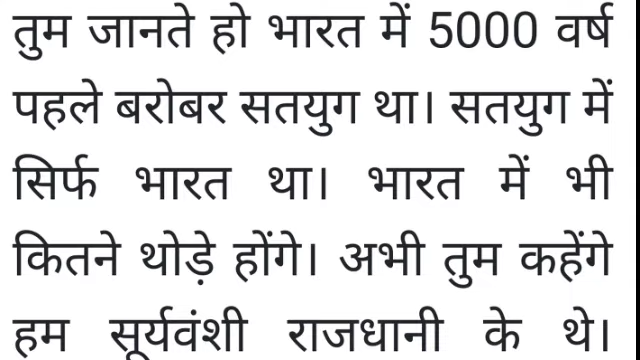 तुम जानते हो भारत में 5000 वर्ष
पहले बरोबर सतयुग था। सतयुग में
सिर्फ भारत था। भारत में भी
कितने थोड़े होंगे। अभी तुम कहेंगे
हम सूर्यवंशी राजधानी के थे।